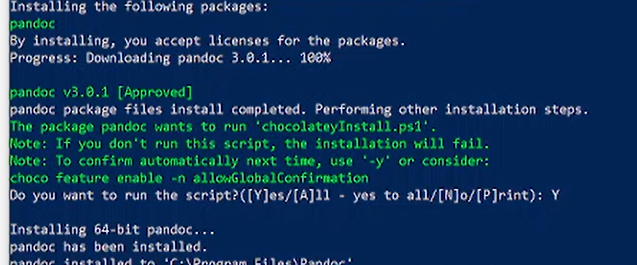 Installing the following packages:
pandoc
By installing, you accept licenses for the packages.
Progress: Downloading pandoc 3.0.1... 100%
pandoc v3.0.1 [Approved]
pandoc package files install completed. Performing other installation steps.
The package pandoc wants to run 'chocolateyInstall.ps1'.
Note: If you don't run this script, the installation will fail.
Note: To confirm automatically next time, use '-y' or consider:
choco feature enable -n allowGlobalConfirmation
Do you want to run the script?([Y]es/[A]ll - yes to all/[N]o/[P]rint): Y
Installing 64-bit pandoc...
pandoc has been installed.
pandoc installed to 'C:\Program Files\Pandoc'